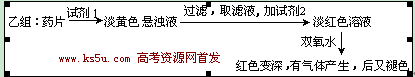 乙组：药片 试剂1 淡黄色 悬浊液 过滤，取滤液，加试剂2 淡红色溶液
双氧水
www.ks5u.com 高考资源网首发
红色变深，有气体产生，后又褪色